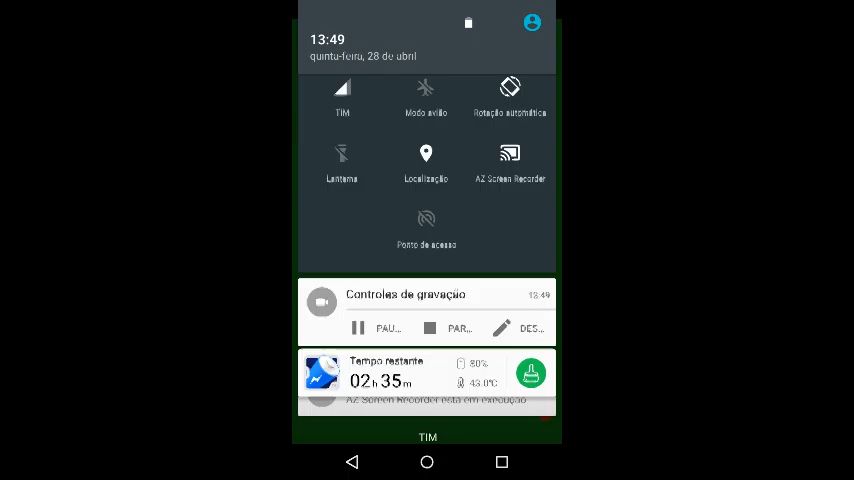 13:49
quinta-feira, 28 de abril
TIM
Modo avião
Rotação automática
Lanterna
Localização
AZ Screen Recorder
Ponto de acesso
Controles de gravação
13:49
PAU...
PAR...
DES...
Tempo restante
80%
02h 35m
43.0°C
AZ Screen Recorder está em execução
TIM